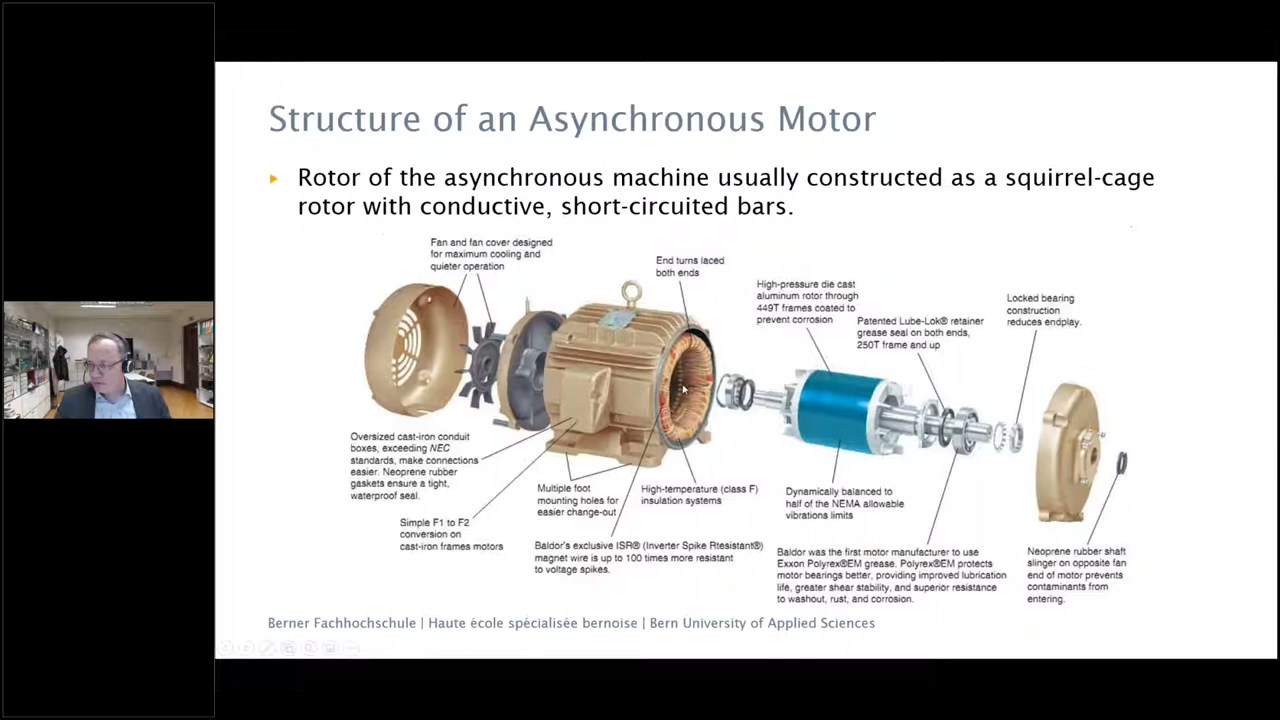 Structure of an Asynchronous Motor
Rotor of the asynchronous machine usually constructed as a squirrel-cage
rotor with conductive, short-circuited bars.
Fan and fan cover designed
for maximum cooling and
quieter operation
End turns laced
both ends
High-pressure die cast
aluminum rotor through
449T frames coated to
prevent corrosion
Patented Lube-Lok® retainer
grease seal on both ends,
250T frame and up
Locked bearing
construction
reduces endplay.
Oversized cast-iron conduit
boxes, exceeding NEC
standards, make connections
easier. Neoprene rubber
gaskets ensure a tight,
waterproof seal.
Simple F1 to F2
conversion on
cast-iron frames motors
Multiple foot
mounting holes for
easier change-out
High-temperature (class F)
insulation systems
Baldor's exclusive ISR® (Inverter Spike Rtesistant®)
magnet wire is up to 100 times more resistant
to voltage spikes.
Dynamically balanced to
half of the NEMA allowable
vibrations limits
Baldor was the first motor manufacturer to use
Exxon Polyrex®EM grease. Polyrex®EM protects
motor bearings better, providing improved lubrication
life, greater shear stability, and superior resistance
to washout, rust, and corrosion.
Neoprene rubber shaft
slinger on opposite fan
end of motor prevents
contaminants from
entering.
Berner Fachhochschule | Haute école spécialisée bernoise | Bern University of Applied Sciences